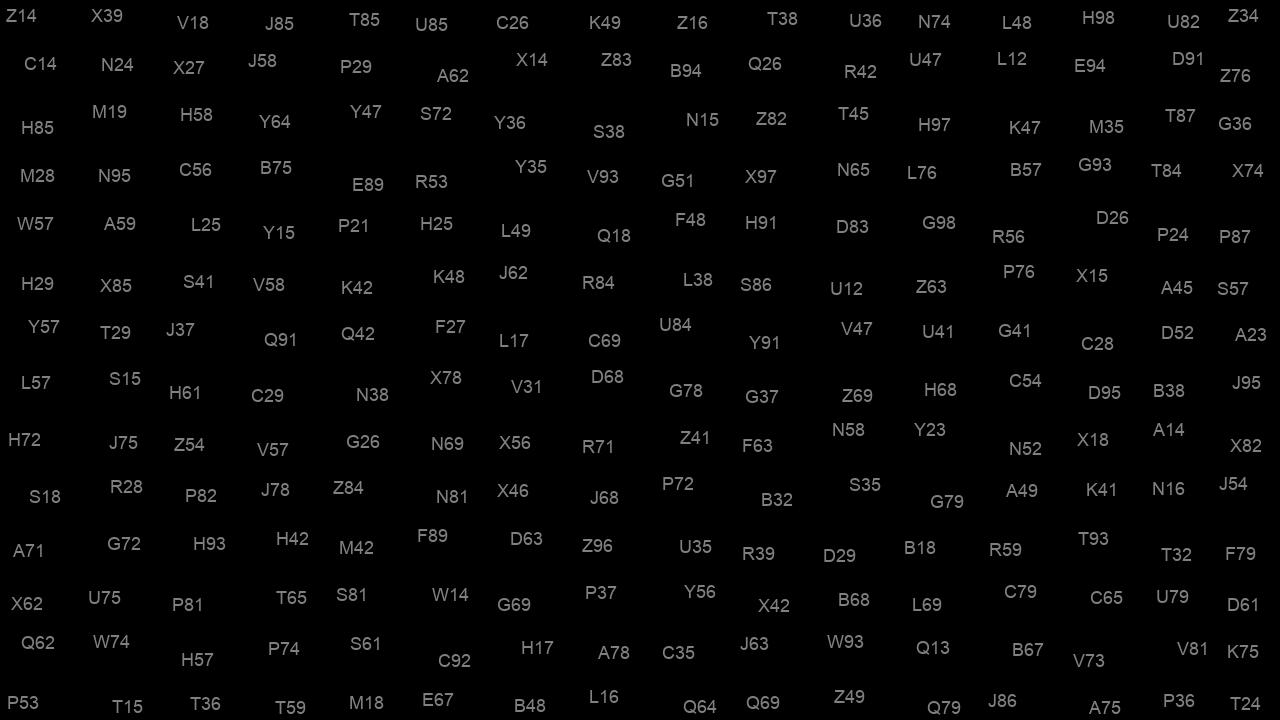 Z14 X39 V18 J85 T85 U85 C26 K49 Z16 T38 U36 N74 L48 H98 U82 Z34
C14 N24 X27 J58 P29 A62 X14 Z83 B94 Q26 R42 U47 L12 E94 D91 Z76
H85 M19 H58 Y64 Y47 S72 Y36 S38 N15 Z82 T45 H97 K47 M35 T87 G36
M28 N95 C56 B75 E89 R53 Y35 V93 G51 X97 N65 L76 B57 G93 T84 X74
W57 A59 L25 Y15 P21 H25 L49 Q18 F48 H91 D83 G98 R56 D26 P24 P87
H29 X85 S41 V58 K42 K48 J62 R84 L38 S86 U12 Z63 P76 X15 A45 S57
Y57 T29 J37 Q91 Q42 F27 L17 C69 U84 Y91 V47 U41 G41 C28 D52 A23
L57 S15 H61 C29 N38 X78 V31 D68 G78 G37 Z69 H68 C54 D95 B38 J95
H72 J75 Z54 V57 G26 N69 X56 R71 Z41 F63 N58 Y23 N52 X18 A14 X82
S18 R28 P82 J78 Z84 N81 X46 J68 P72 B32 S35 G79 A49 K41 N16 J54
A71 G72 H93 H42 M42 F89 D63 Z96 U35 R39 D29 B18 R59 T93 T32 F79
X62 U75 P81 T65 S81 W14 G69 P37 Y56 X42 B68 L69 C79 C65 U79 D61
Q62 W74 H57 P74 S61 C92 H17 A78 C35 J63 W93 Q13 B67 V73 V81 K75
P53 T15 T36 T59 M18 E67 B48 L16 Q64 Q69 Z49 Q79 J86 A75 P36 T24